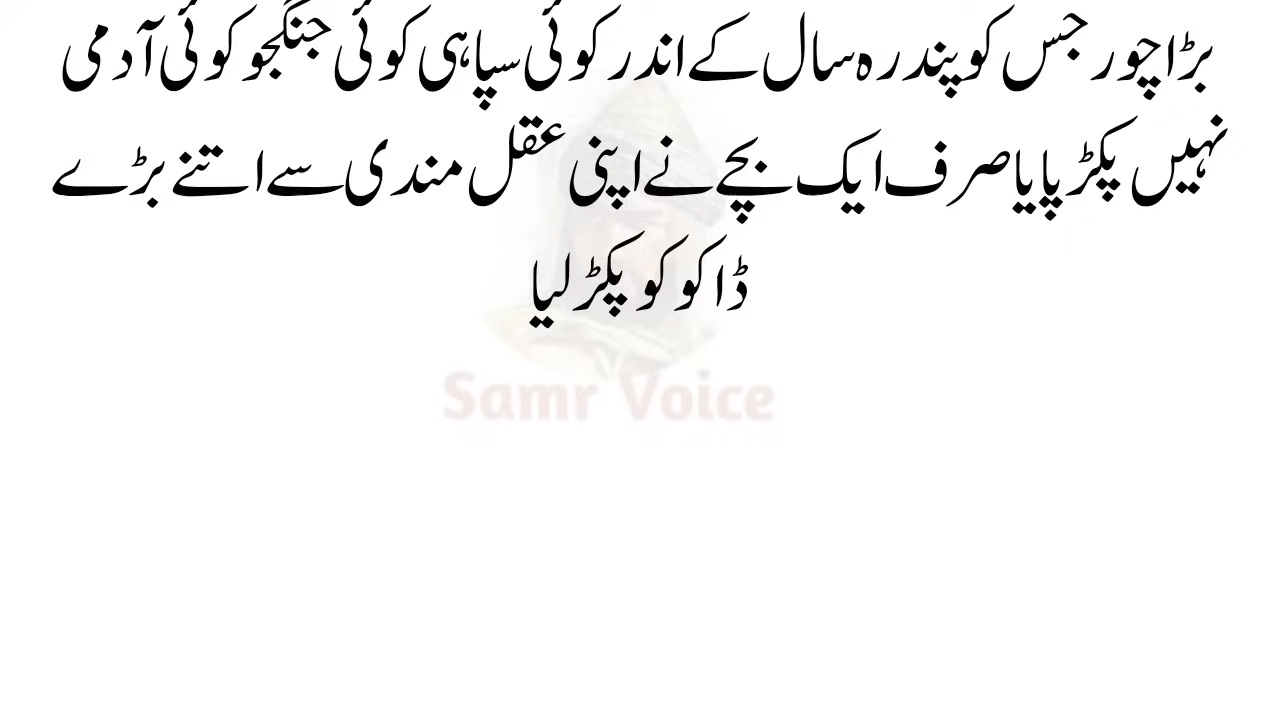 بڑا چور جس کو پندرہ سال کے اندر کوئی سپاہی کوئی جنگجو کوئی آدمی
نہیں پکڑ پایا صرف ایک بچے نے اپنی عقل مندی سے اتنے بڑے
ڈاکو کو پکڑ لیا
Samr Voice